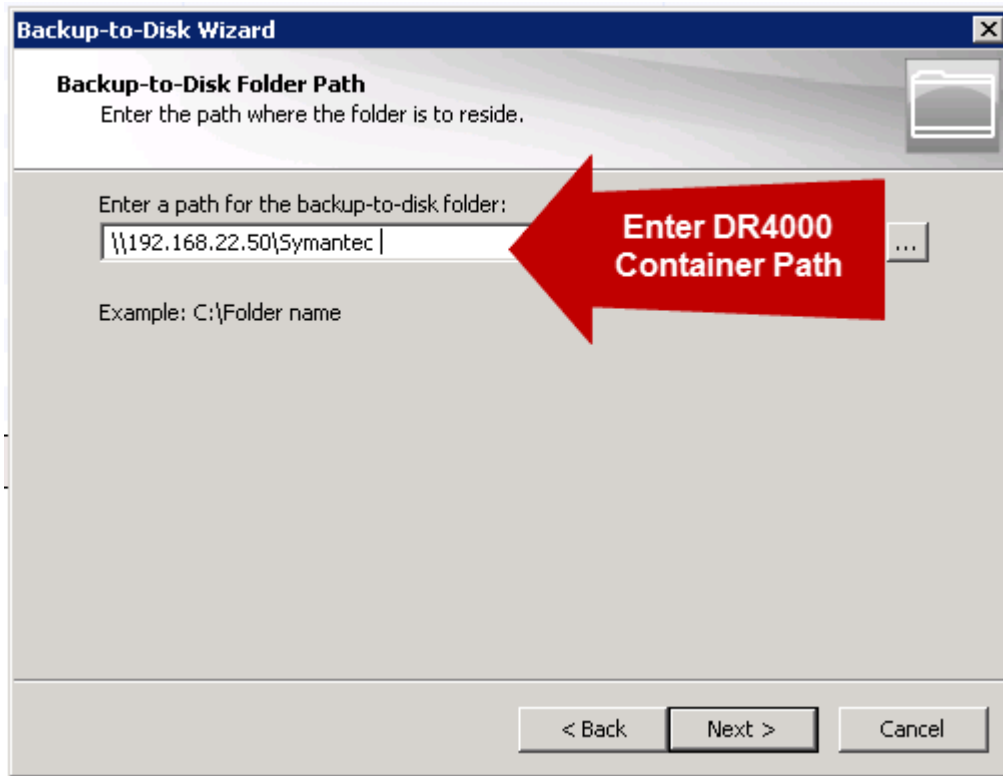 Backup-to-Disk Wizard
Backup-to-Disk Folder Path
Enter the path where the folder is to reside.
Enter a path for the backup-to-disk folder:
\\192.168.22.50\Symantec
Enter DR4000
Container Path
...
Example: C:\Folder name
< Back
Next >
Cancel